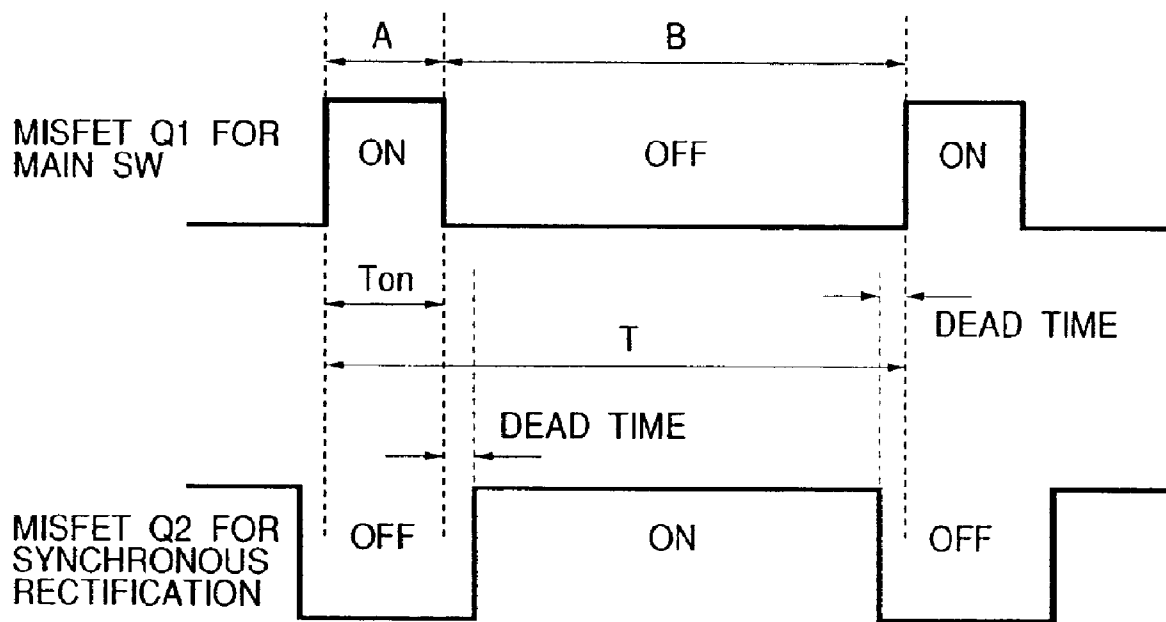 A
B
MISFET Q1 FOR
MAIN SW
ON
OFF
ON
Ton
DEAD TIME
T
DEAD TIME
MISFET Q2 FOR
SYNCHRONOUS
RECTIFICATION
OFF
ON
OFF